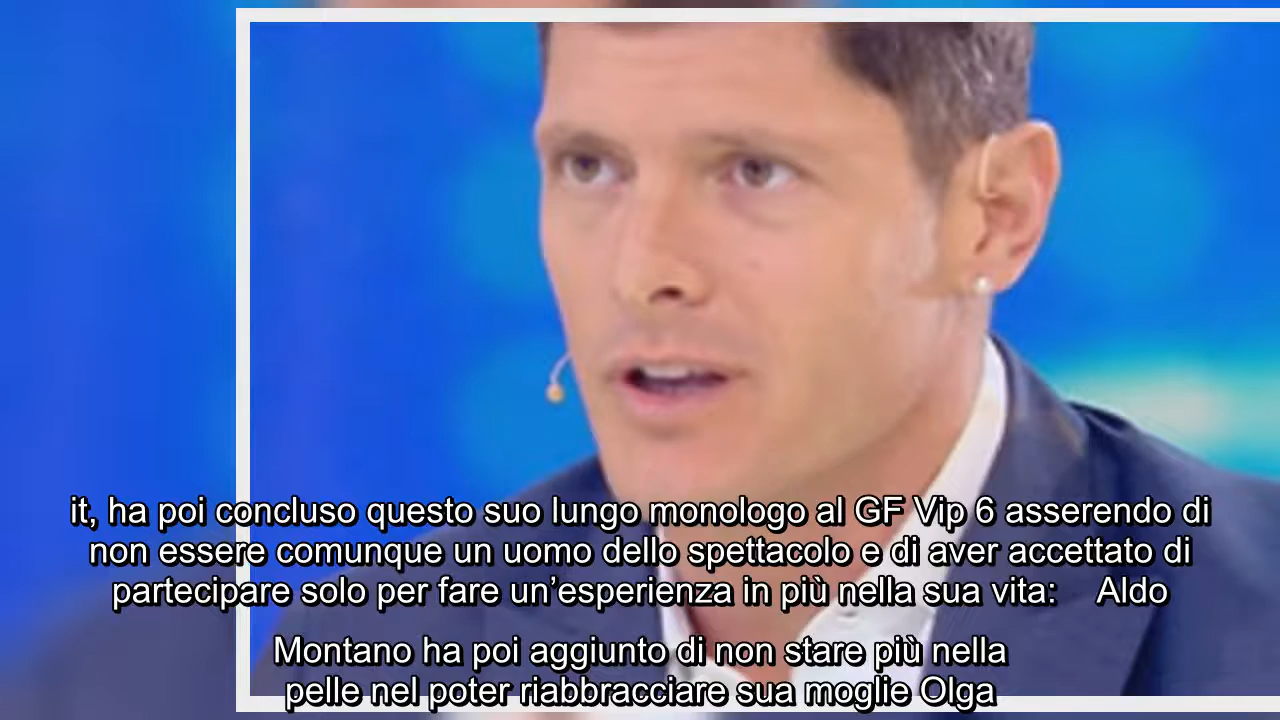 it, ha poi concluso questo suo lungo monologo al GF Vip 6 asserendo di
non essere comunque un uomo dello spettacolo e di aver accettato di
partecipare solo per fare un’esperienza in più nella sua vita: Aldo
Montano ha poi aggiunto di non stare più nella
pelle nel poter riabbracciare sua moglie Olga